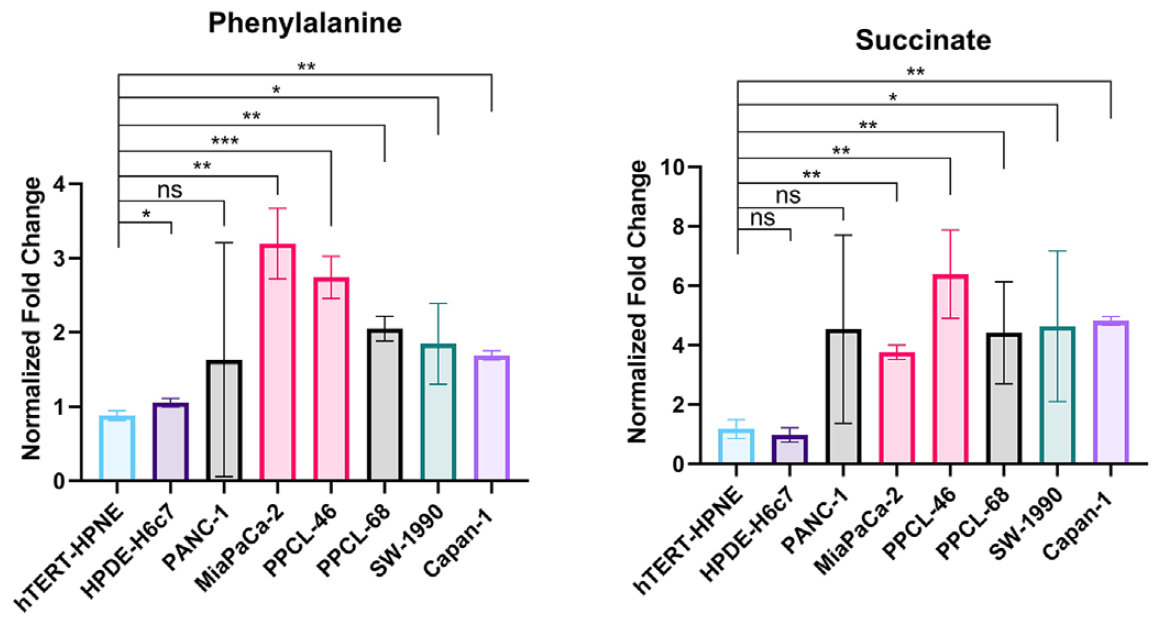 Phenylalanine
**
*
**
***
**
ns
*
Normalized Fold Change
4
3
2
1
0
hTERT-HPNE
HPDE-H6c7
PANC-1
MiaPaCa-2
PPCL-46
PPCL-68
SW-1990
Capan-1
Succinate
**
*
**
**
**
ns
ns
Normalized Fold Change
10
8
6
4
2
0
hTERT-HPNE
HPDE-H6c7
PANC-1
MiaPaCa-2
PPCL-46
PPCL-68
SW-1990
Capan-1